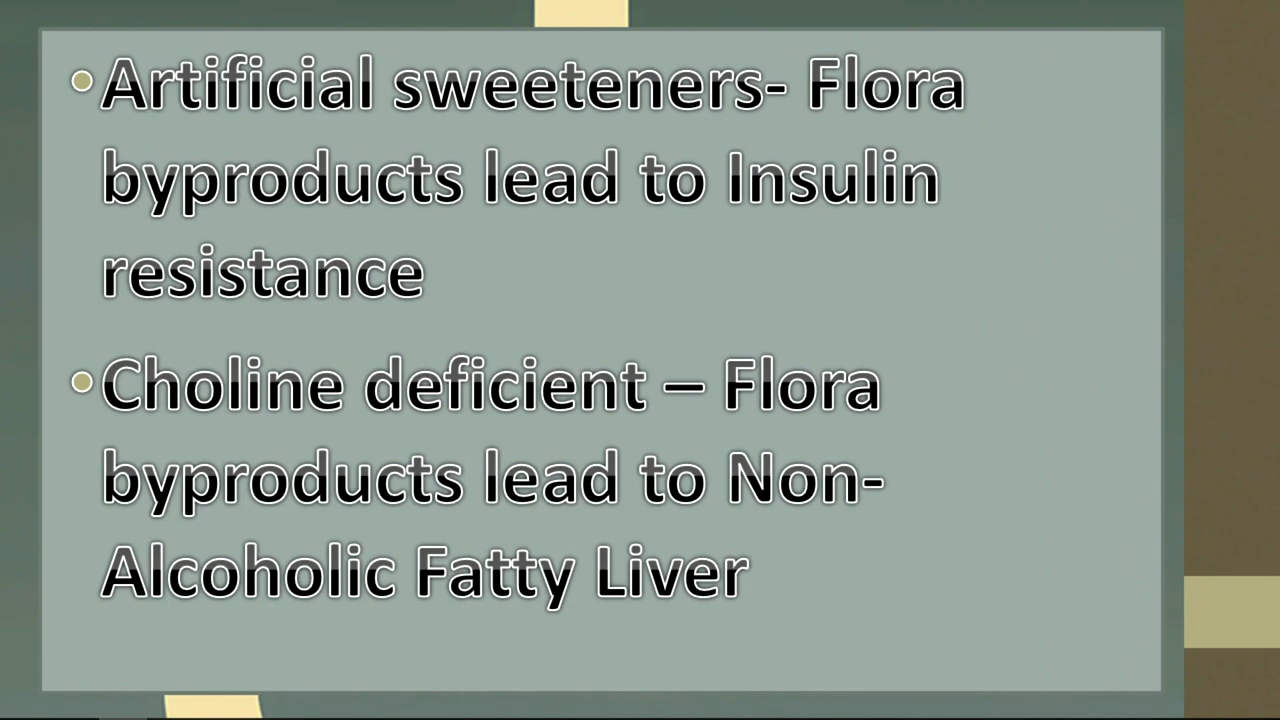 •Artificial sweeteners- Flora
byproducts lead to Insulin
resistance
•Choline deficient – Flora
byproducts lead to Non-
Alcoholic Fatty Liver